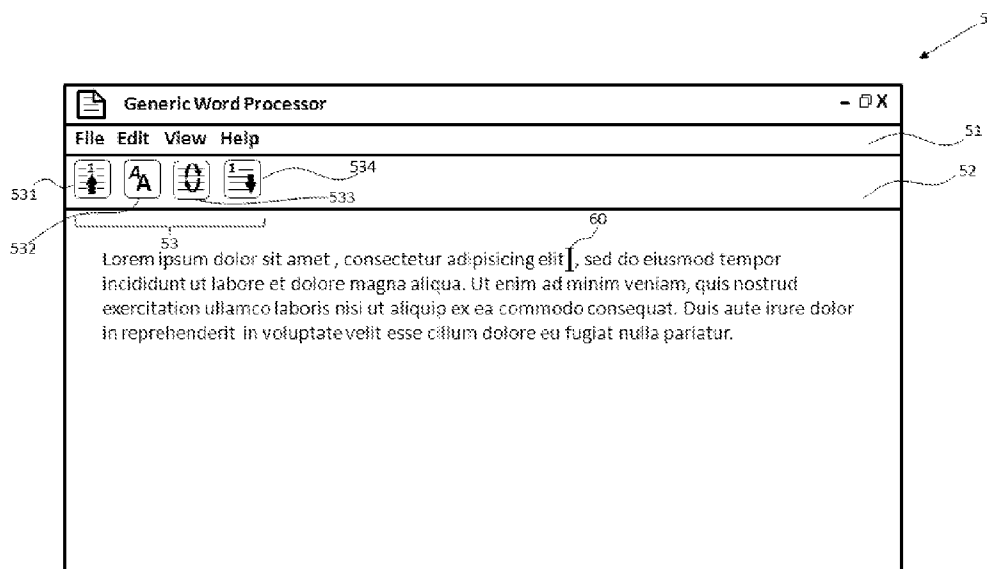 5
Generic Word Processor
- X
File Edit View Help
51
1 A A 1
534
52
531
533
532
53
60
Lorem ipsum dolor sit amet , consectetur adipisicing elit , sed do eiusmod tempor
incididunt ut labore et dolore magna aliqua. Ut enim ad minim veniam, quis nostrud
exercitation ullamco laboris nisi ut aliquip ex ea commodo consequat. Duis aute irure dolor
in reprehenderit in voluptate velit esse cillum dolore eu fugiat nulla pariatur.